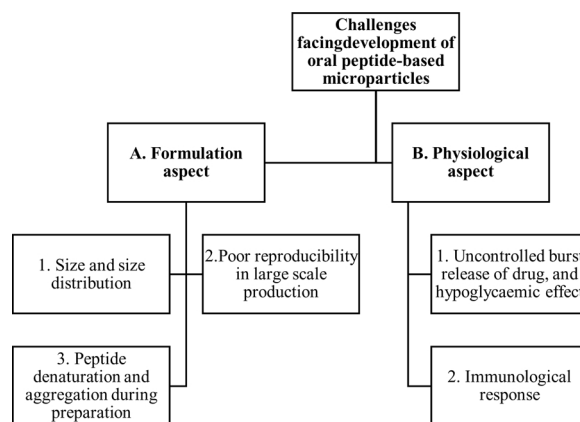 Challenges
facingdevelopment of
oral peptide-based
microparticles
A. Formulation
aspect
B. Physiological
aspect
1. Size and size
distribution
2.Poor reproducibility
in large scale
production
3. Peptide
denaturation and
aggregation during
preparation
1. Uncontrolled burst
release of drug, and
hypoglycaemic effect
2. Immunological
response